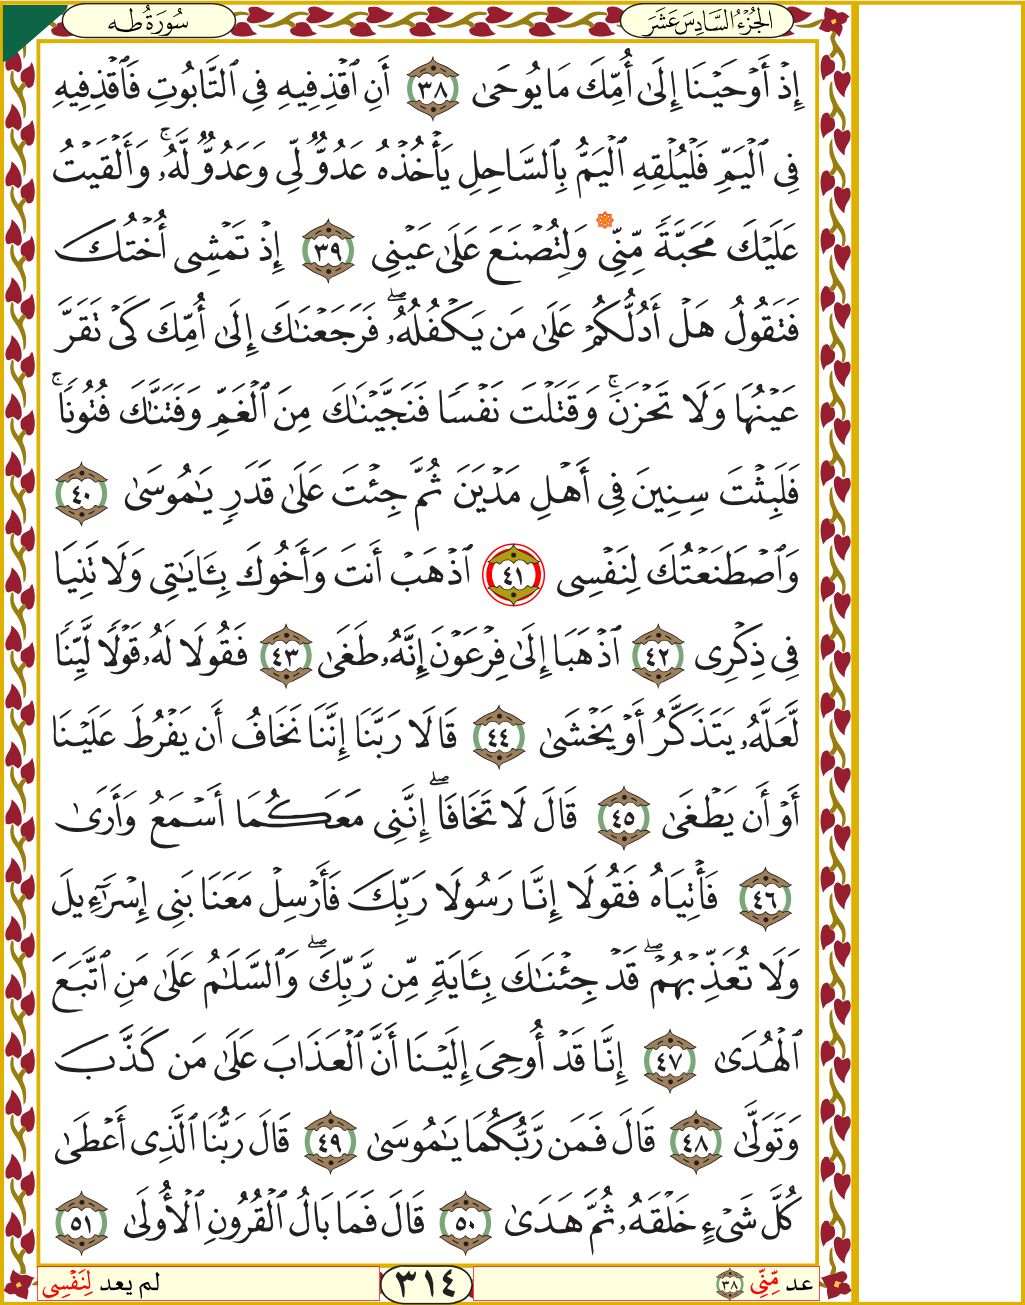 الجُزْءُ السَّادِسَ عَشَرَ
سُورَةُ طه
إِذْ أَوْحَيْنَا إِلَىٰ أُمِّكَ مَا يُوحَىٰ ٣٨ أَنِ ٱقْذِفِيهِ فِى ٱلتَّابُوتِ فَٱقْذِفِيهِ
فِى ٱلْيَمِّ فَلْيُلْقِهِ ٱلْيَمُّ بِٱلسَّاحِلِ يَأْخُذْهُ عَدُوٌّ لِّى وَعَدُوٌّ لَّهُۥۚ وَأَلْقَيْتُ
عَلَيْكَ مَحَبَّةً مِّنِّى وَلِتُصْنَعَ عَلَىٰ عَيْنِى ٣٩ إِذْ تَمْشِى أُخْتُكَ
فَتَقُولُ هَلْ أَدُلُّكُمْ عَلَىٰ مَن يَكْفُلُهُۥۖ فَرَجَعْنَـٰكَ إِلَىٰ أُمِّكَ كَىْ تَقَرَّ
عَيْنُهَا وَلَا تَحْزَنَۚ وَقَتَلْتَ نَفْسًا فَنَجَّيْنَـٰكَ مِنَ ٱلْغَمِّ وَفَتَنَّـٰكَ فُتُونًاۚ
فَلَبِثْتَ سِنِينَ فِى أَهْلِ مَدْيَنَ ثُمَّ جِئْتَ عَلَىٰ قَدَرٍ يَـٰمُوسَىٰ ٤٠
وَٱصْطَنَعْتُكَ لِنَفْسِى ٤١ ٱذْهَبْ أَنتَ وَأَخُوكَ بِـَٔايَـٰتِى وَلَا تَنِيَا
فِى ذِكْرِى ٤٢ ٱذْهَبَا إِلَىٰ فِرْعَوْنَ إِنَّهُۥ طَغَىٰ ٤٣ فَقُولَا لَهُۥ قَوْلًا لَّيِّنًا
لَّعَلَّهُۥ يَتَذَكَّرُ أَوْ يَخْشَىٰ ٤٤ قَالَا رَبَّنَا إِنَّنَا نَخَافُ أَن يَفْرُطَ عَلَيْنَا
أَوْ أَن يَطْغَىٰ ٤٥ قَالَ لَا تَخَافَاۖ إِنَّنِى مَعَكُمَا أَسْمَعُ وَأَرَىٰ
٤٦ فَأْتِيَاهُ فَقُولَا إِنَّا رَسُولَا رَبِّكَ فَأَرْسِلْ مَعَنَا بَنِى إِسْرَٰٓءِيلَ
وَلَا تُعَذِّبْهُمْۖ قَدْ جِئْنَـٰكَ بِـَٔايَةٍ مِّن رَّبِّكَۖ وَٱلسَّلَـٰمُ عَلَىٰ مَنِ ٱتَّبَعَ
ٱلْهُدَىٰ ٤٧ إِنَّا قَدْ أُوحِىَ إِلَيْنَا أَنَّ ٱلْعَذَابَ عَلَىٰ مَن كَذَّبَ
وَتَوَلَّىٰ ٤٨ قَالَ فَمَن رَّبُّكُمَا يَـٰمُوسَىٰ ٤٩ قَالَ رَبُّنَا ٱلَّذِى أَعْطَىٰ
كُلَّ شَىْءٍ خَلْقَهُۥ ثُمَّ هَدَىٰ ٥٠ قَالَ فَمَا بَالُ ٱلْقُرُونِ ٱلْأُولَىٰ ٥١
عد مِّنِّى ٣٨
٣١٤
لم يعد لِنَفْسِى